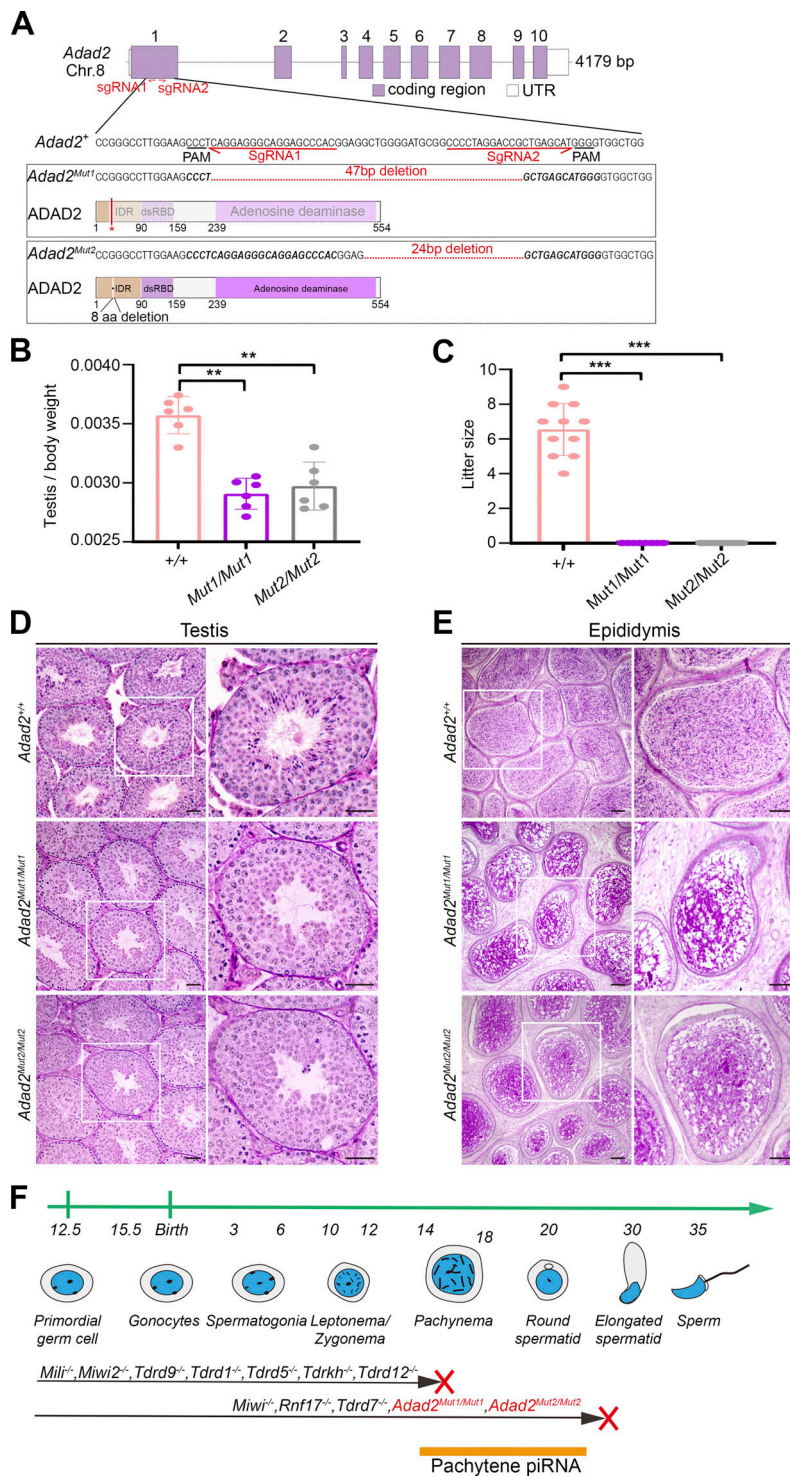 A
1 2 3 4 5 6 7 8 9 10
Adad2
Chr.8
4179 bp
sgRNA1 sgRNA2
coding region UTR
Adad2+ CCGGGCCTTGGAAGCCCTCAGGAGGGCAGGAGCCCACGGAGGCTGGGGATGCGGCCCCTAGGACCGCTGAGCATGGGGTGGCTGG
PAM SgRNA1 SgRNA2 PAM
47bp deletion
Adad2Mut1 CCGGGCCTTGGAAGCCCT GCTGAGCATGGGGTGGCTGG
ADAD2 IDR dsRBD Adenosine deaminase
1 * 90 159 239 554
24bp deletion
Adad2Mut2 CCGGGCCTTGGAAGCCCTCAGGAGGGCAGGAGCCCACGGAG GCTGAGCATGGGGTGGCTGG
ADAD2 IDR dsRBD Adenosine deaminase
1 90 159 239 554
8 aa deletion
B
Testis / body weight
0.0040
0.0035
0.0030
0.0025
**
**
+/+
Mut1/Mut1
Mut2/Mut2
C
Litter size
10
8
6
4
2
0
***
***
+/+
Mut1/Mut1
Mut2/Mut2
D
Testis
Adad2+/+
Adad2Mut1/Mut1
Adad2Mut2/Mut2
E
Epididymis
Adad2+/+
Adad2Mut1/Mut1
Adad2Mut2/Mut2
F
12.5 15.5 Birth 3 6 10 12 14 18 20 30 35
Primordial germ cell
Gonocytes
Spermatogonia
Leptonema/
Zygonema
Pachynema
Round
spermatid
Elongated
spermatid
Sperm
Mili-/-,Miwi2-/-,Tdrd9-/-,Tdrd1-/-,Tdrd5-/-,Tdrkh-/-,Tdrd12-/-
Miwi-/-,Rnf17-/-,Tdrd7-/-,Adad2Mut1/Mut1,Adad2Mut2/Mut2
Pachytene piRNA